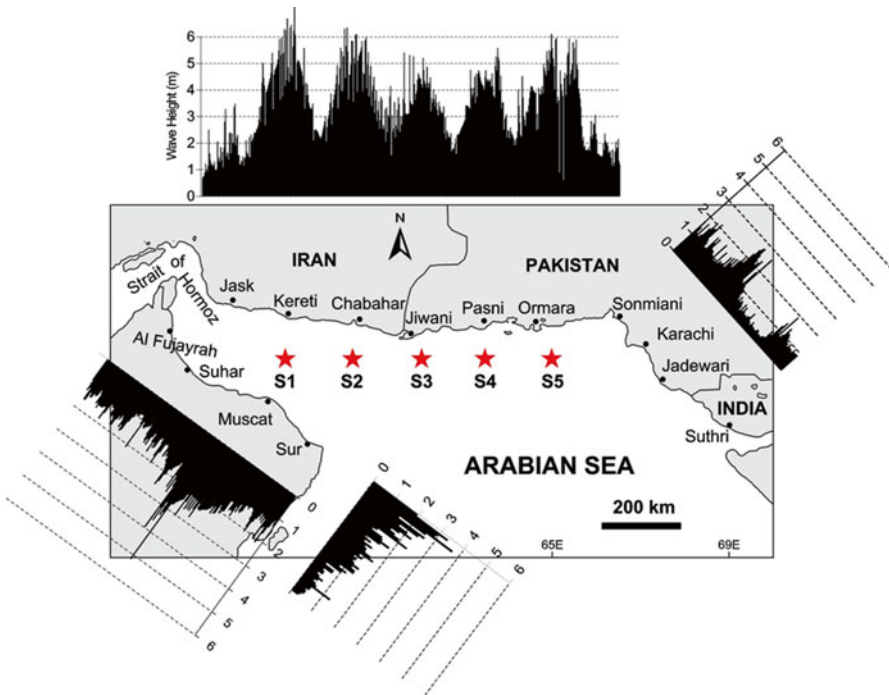 6
5
4
3
2
1
0
Wave Height (m)
0 1 2 3 4 5 6
N
IRAN
PAKISTAN
Strait of
Hormoz
Jask
Kereti
Chabahar
Jiwani
Pasni
Ormara
Sonmiani
Karachi
Jadewari
INDIA
Suthri
Al Fujayrah
Suhar
Muscat
Sur
S1
S2
S3
S4
S5
ARABIAN SEA
200 km
0 1 2 3 4 5 6
0 1 2 3 4 5 6
65E
69E